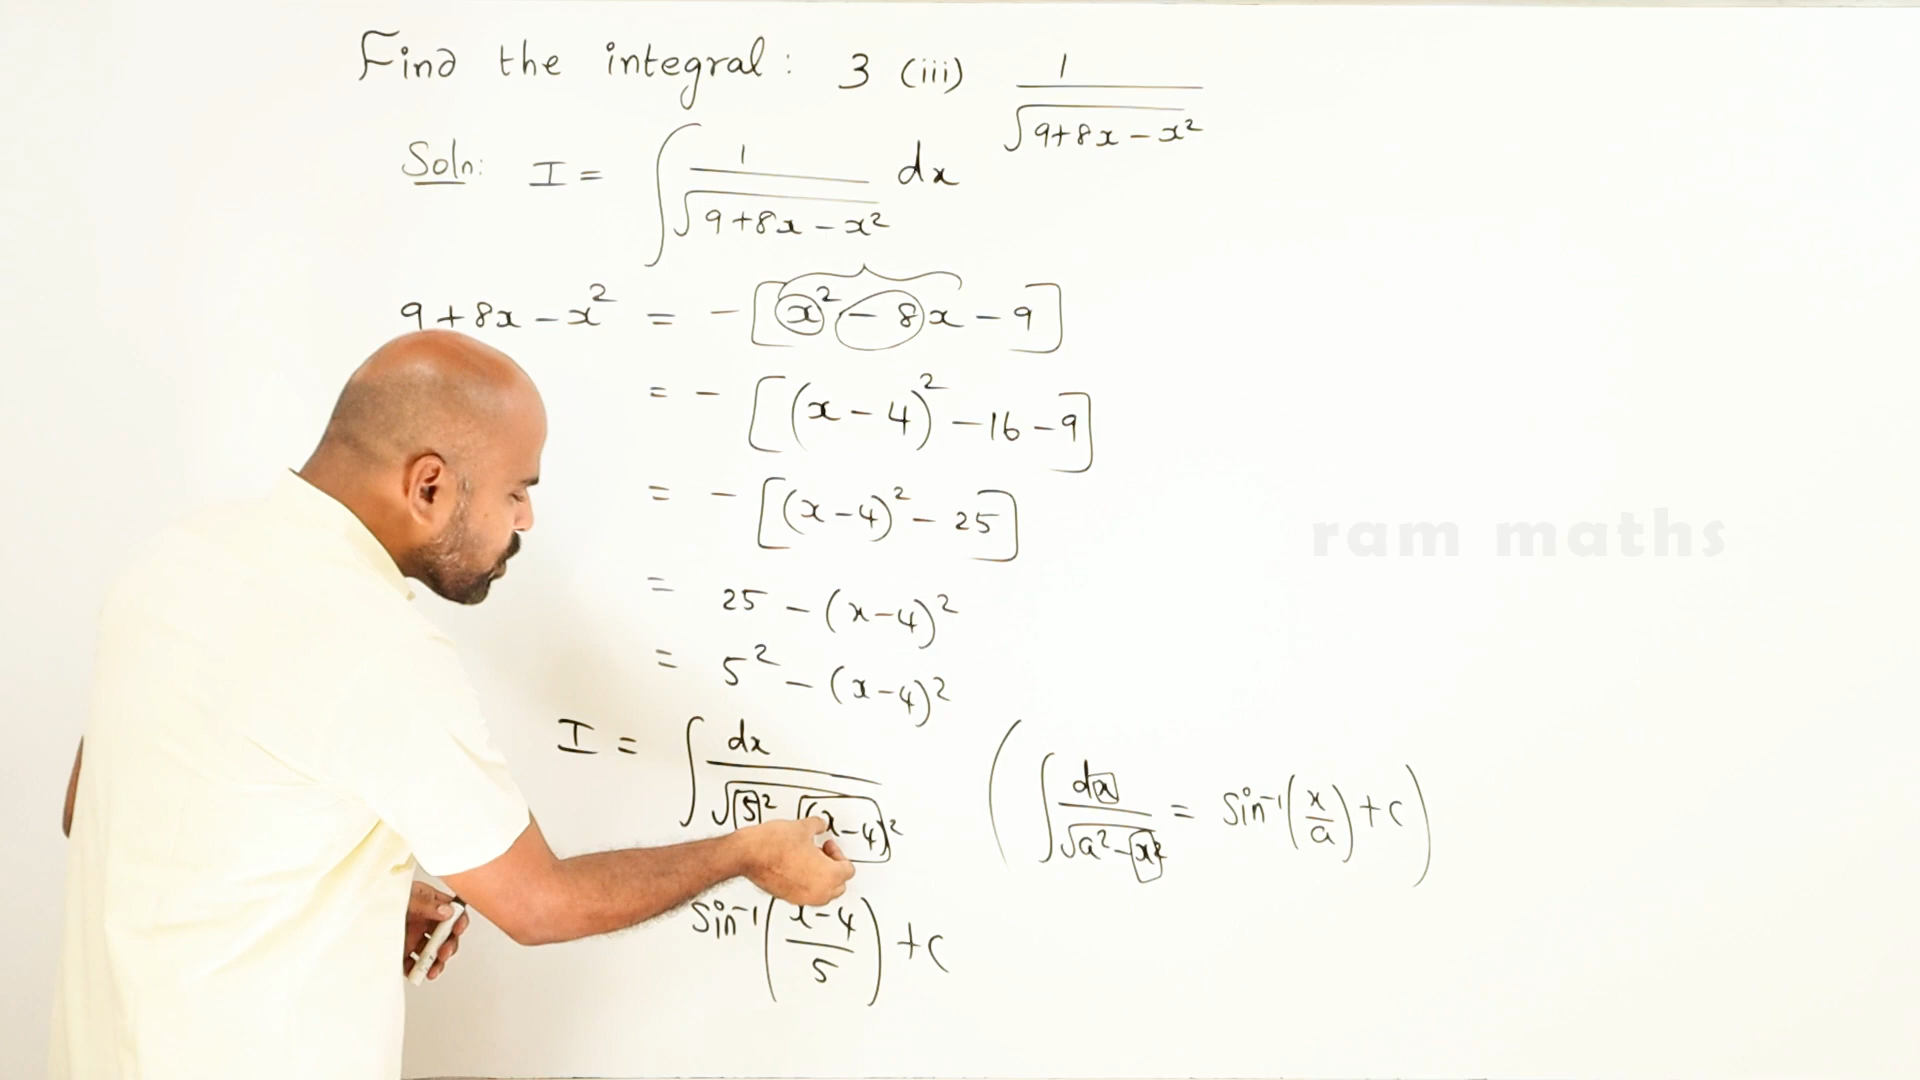 Find the integral: 3 (iii) 1/√(9+8x−x²)
Soln: I = ∫ 1/√(9+8x−x²) dx
9+8x−x² = −[x²−8x−9]
= −[(x−4)²−16−9]
= −[(x−4)²−25]
= 25−(x−4)²
= 5²−(x−4)²
I = ∫ dx/√(5²−(x−4)²) (∫ dx/√(a²−x²) = Sin⁻¹(x/a)+c)
Sin⁻¹((x−4)/5)+c
ram maths